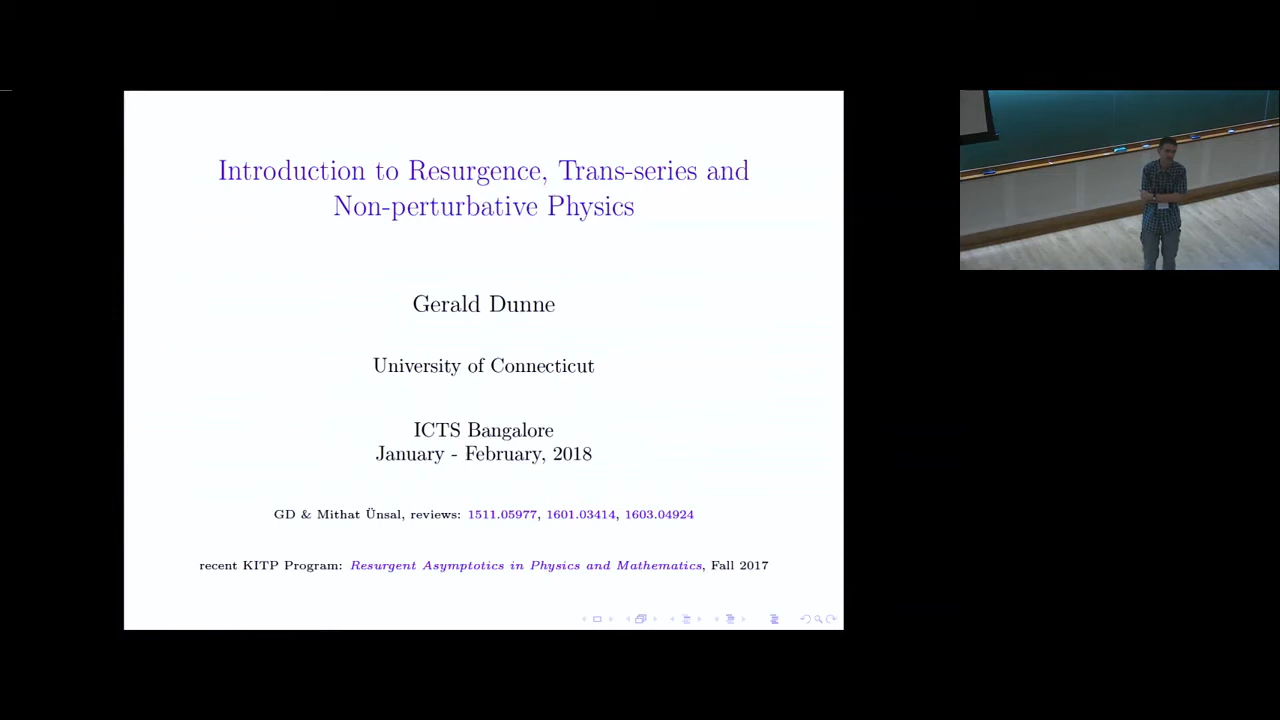 Introduction to Resurgence, Trans-series and
Non-perturbative Physics
Gerald Dunne
University of Connecticut
ICTS Bangalore
January - February, 2018
GD & Mithat Ünsal, reviews: 1511.05977, 1601.03414, 1603.04924
recent KITP Program: Resurgent Asymptotics in Physics and Mathematics, Fall 2017